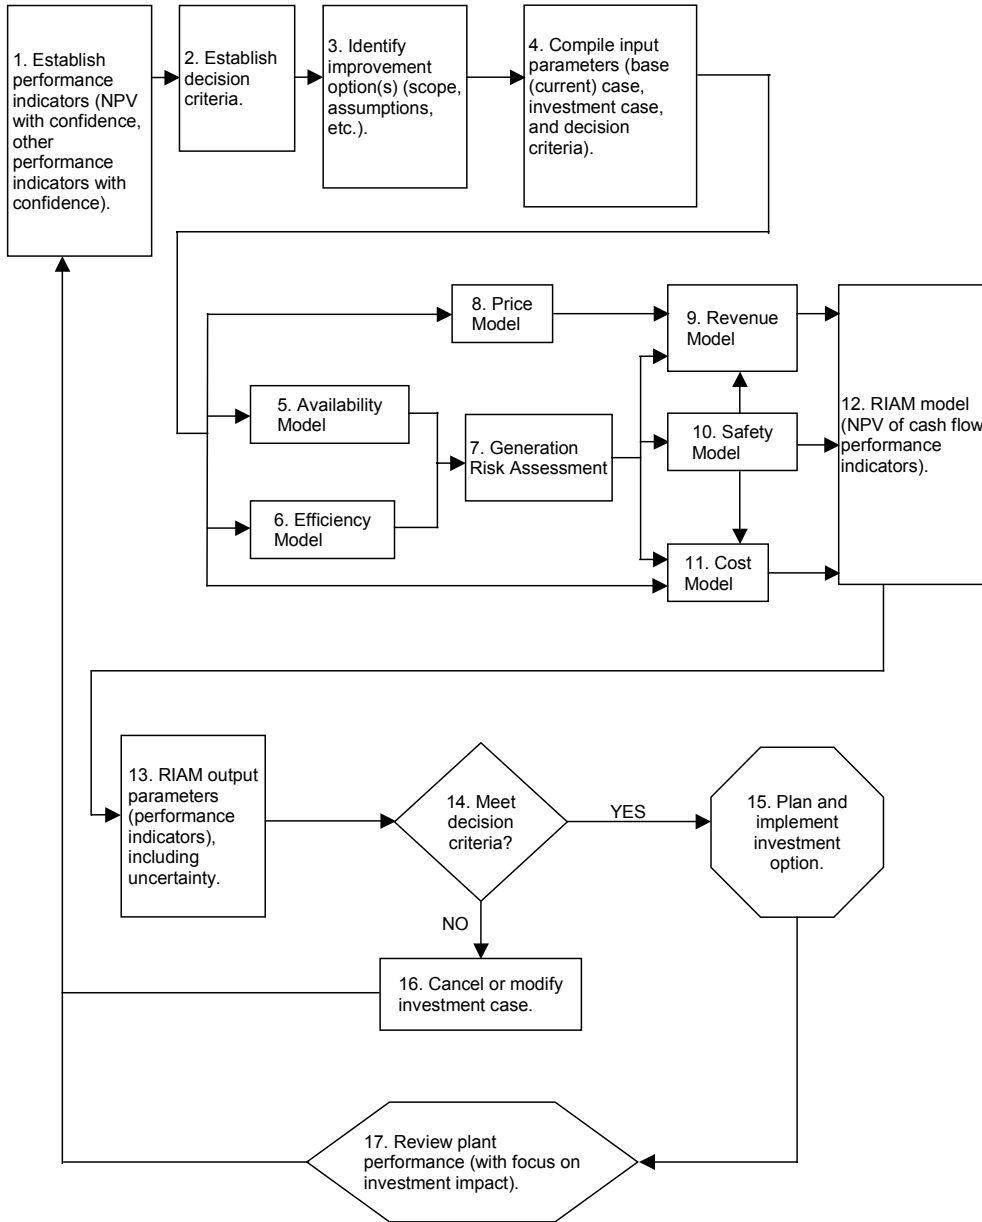 1. Establish
performance
indicators (NPV
with confidence,
other
performance
indicators with
confidence).
2. Establish
decision
criteria.
3. Identify
improvement
option(s) (scope,
assumptions,
etc.).
4. Compile input
parameters (base
(current) case,
investment case,
and decision
criteria).
8. Price
Model
9. Revenue
Model
5. Availability
Model
7. Generation
Risk Assessment
10. Safety
Model
12. RIAM model
(NPV of cash flow,
performance
indicators).
6. Efficiency
Model
11. Cost
Model
13. RIAM output
parameters
(performance
indicators),
including
uncertainty.
14. Meet
decision
criteria?
YES
15. Plan and
implement
investment
option.
NO
16. Cancel or modify
investment case.
17. Review plant
performance (with focus on
investment impact).